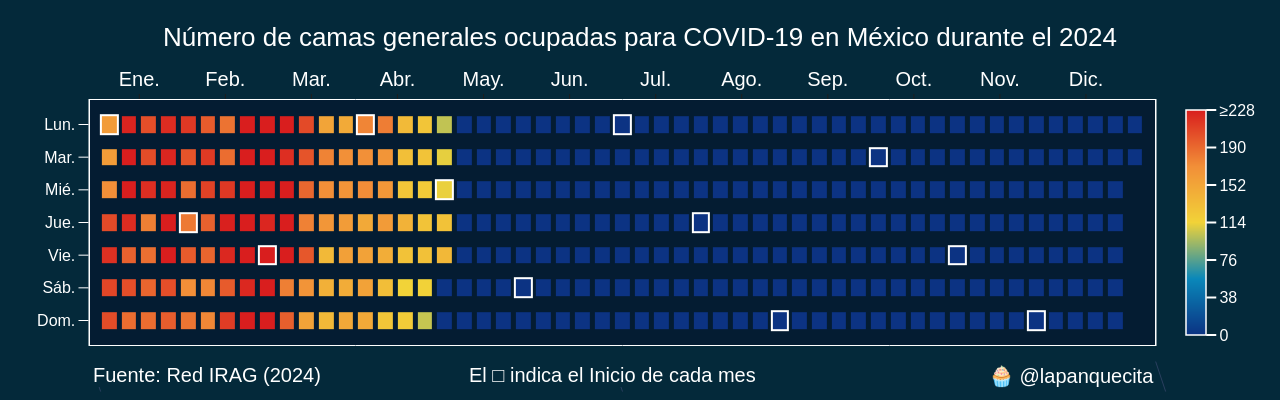 Número de camas generales ocupadas para COVID-19 en México durante el 2024
Ene. Feb. Mar. Abr. May. Jun. Jul. Ago. Sep. Oct. Nov. Dic.
Lun.
Mar.
Mié.
Jue.
Vie.
Sáb.
Dom.
≥228
190
152
114
76
38
0
Fuente: Red IRAG (2024)
El □ indica el Inicio de cada mes
🧁 @lapanquecita